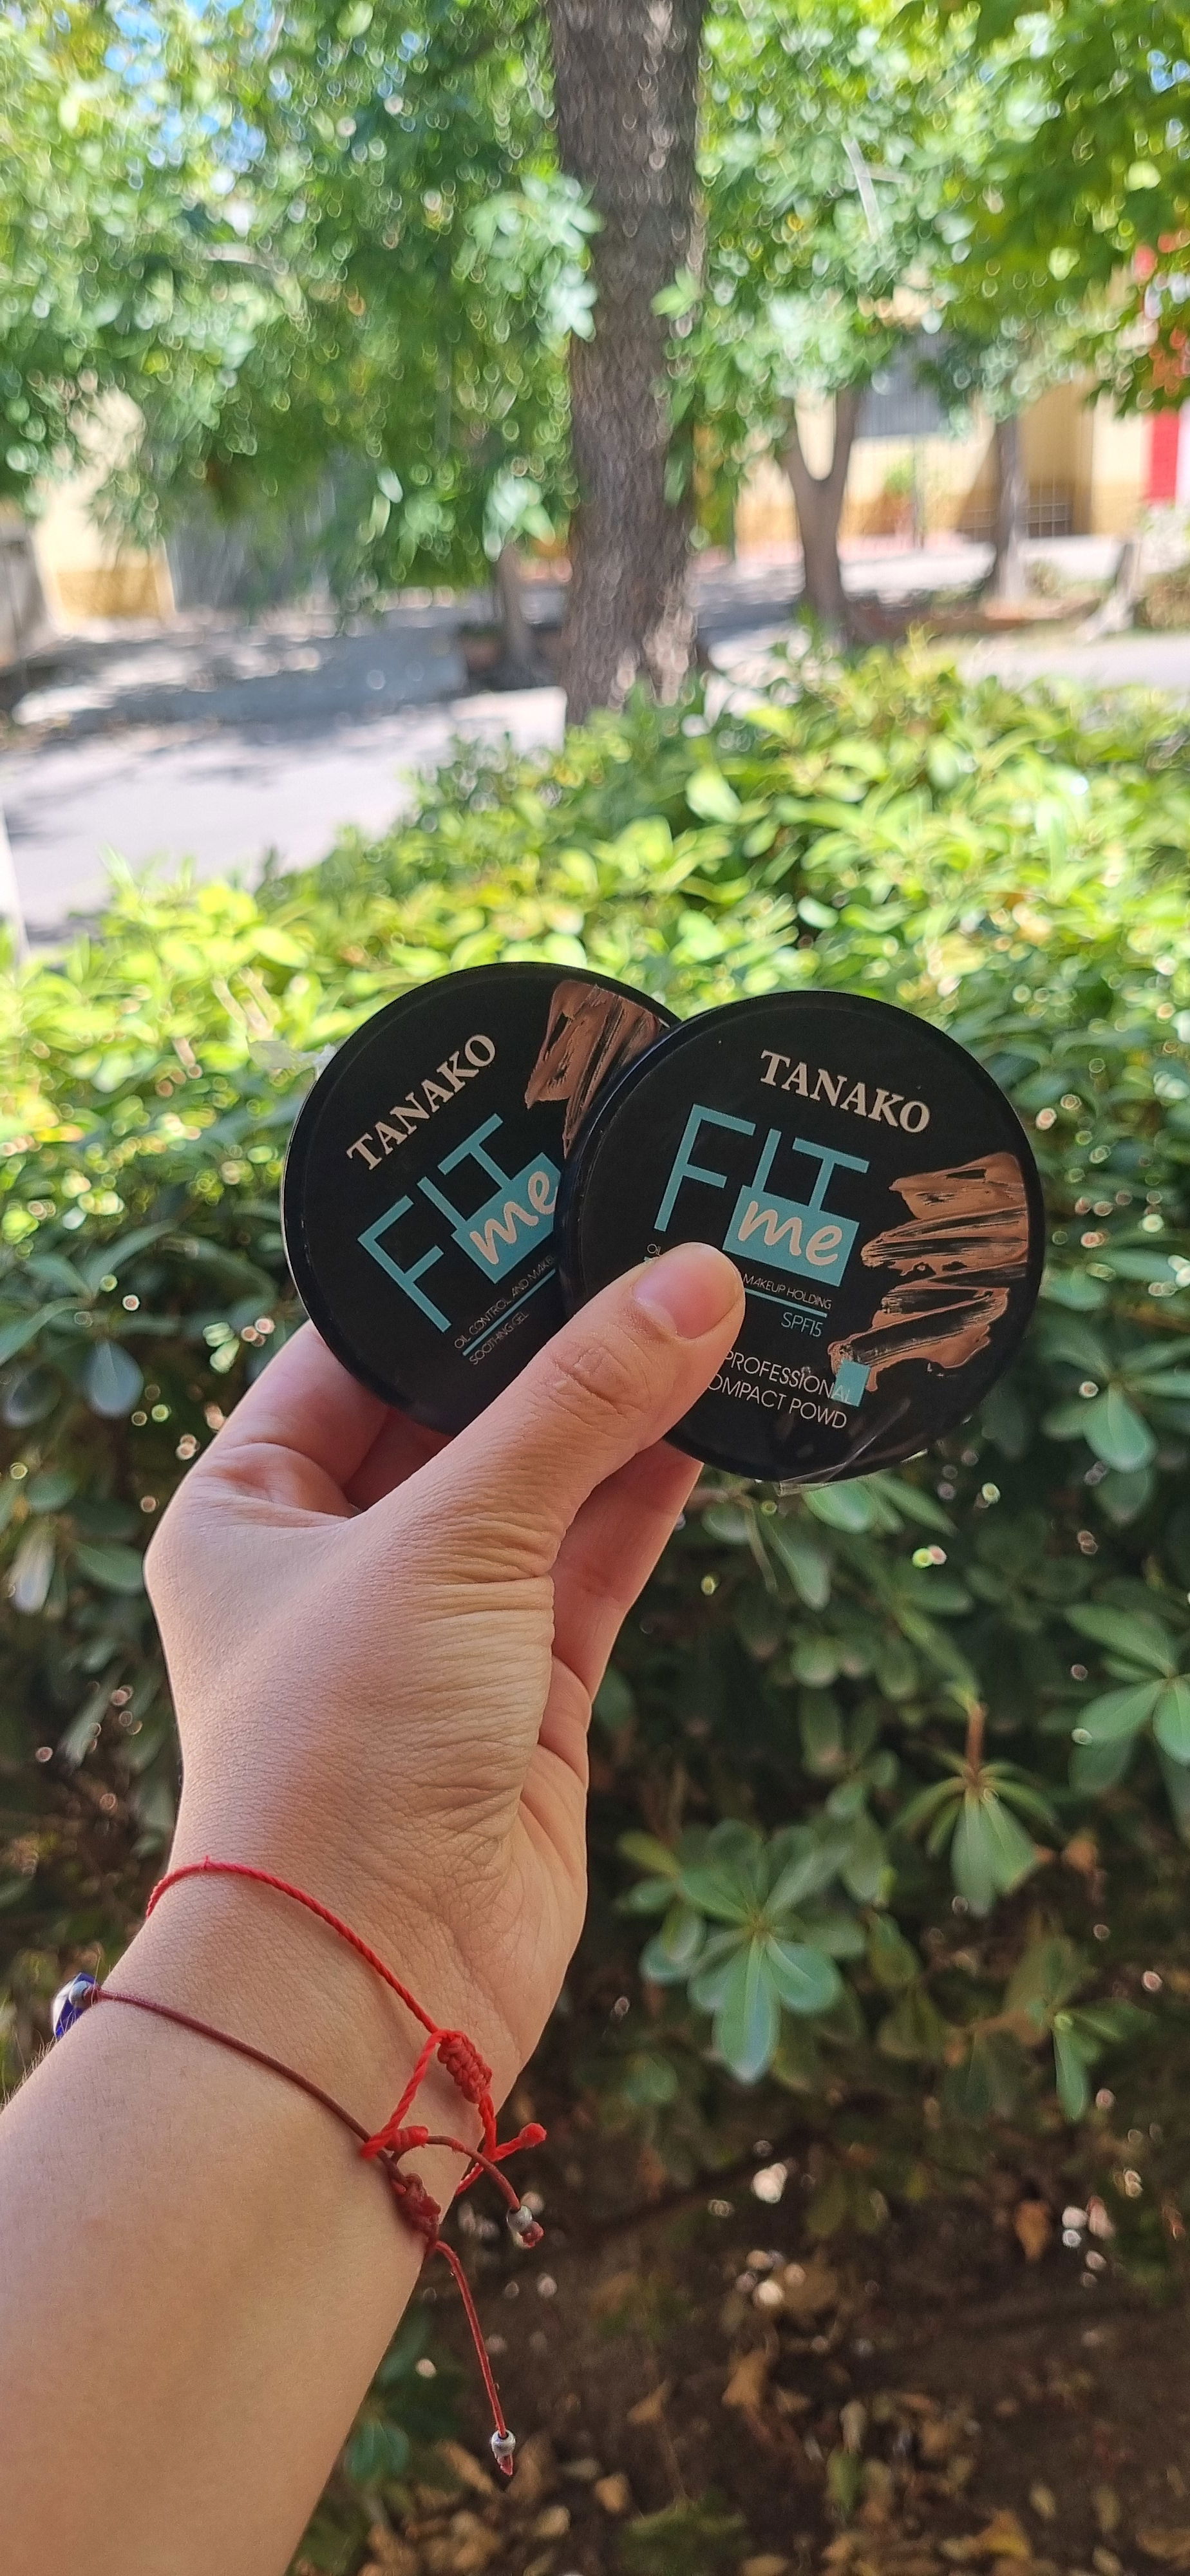 TANAKO
FIT
me
OIL CONTROL AND MAKE
SOOTHING GEL
TANAKO
FIT
me
MAKEUP HOLDING
SPF15
PROFESSIONAL
OMPACT POWD